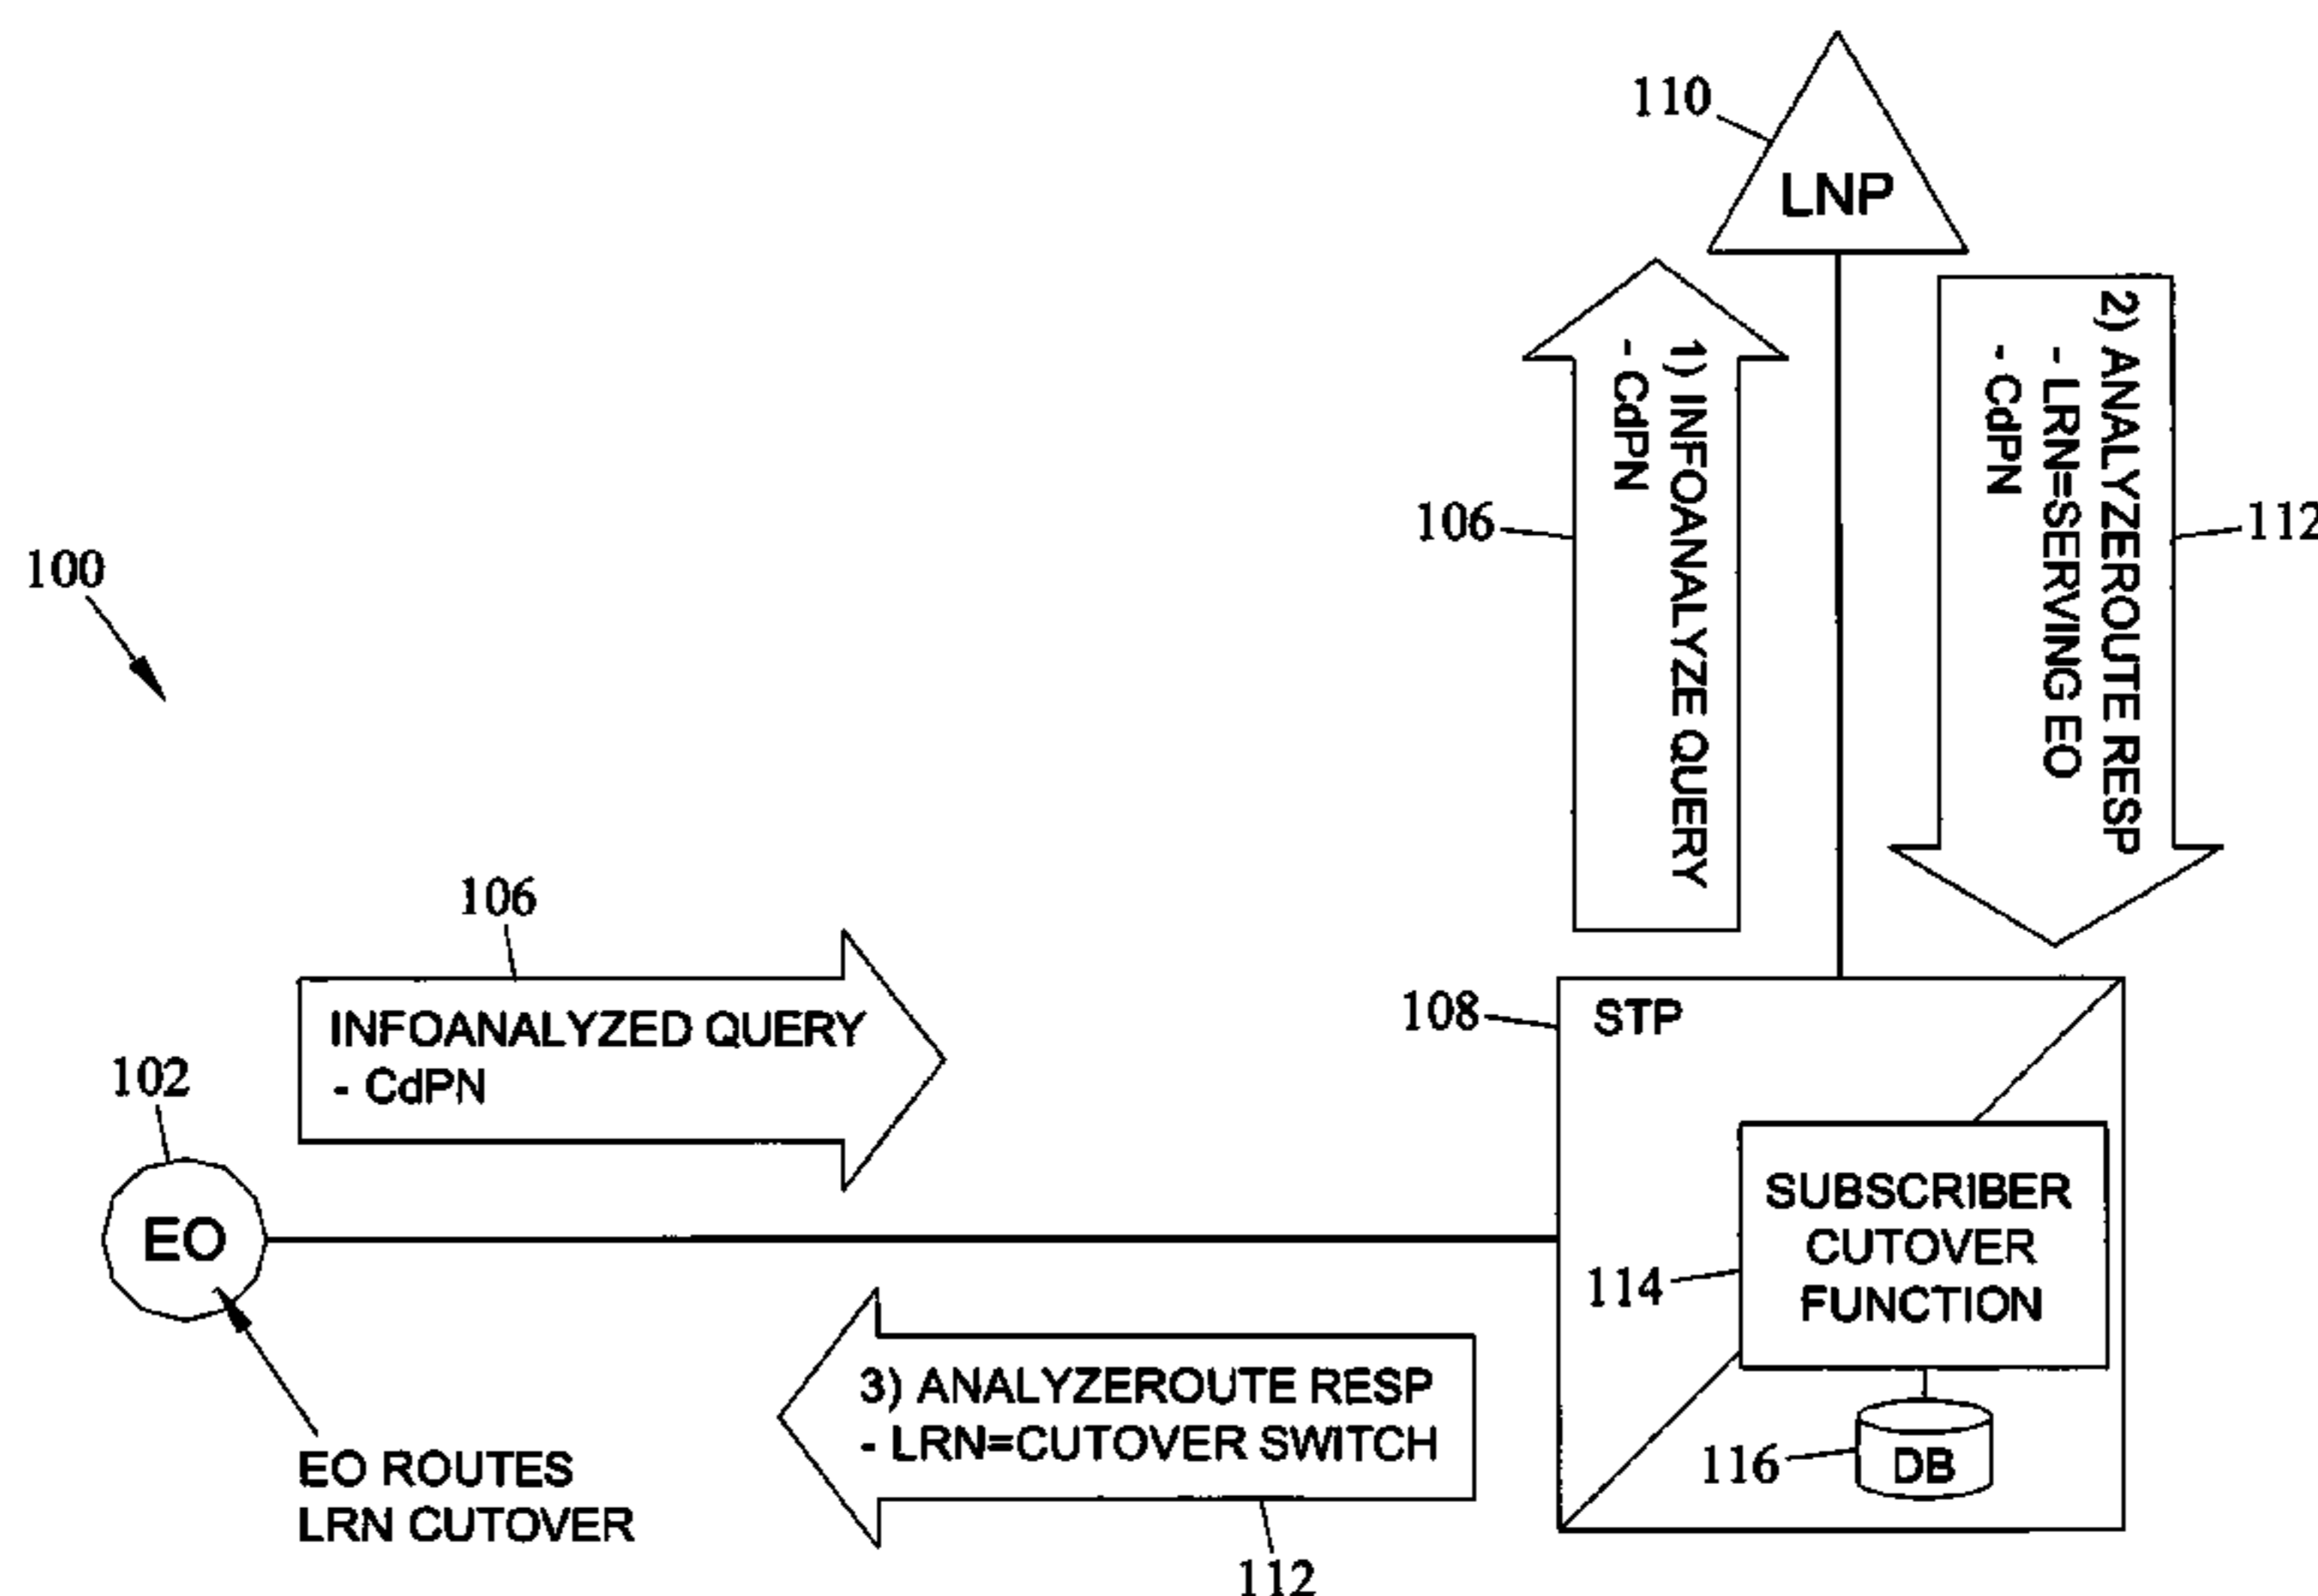 110
LNP
1) INFOANALYZE QUERY
- CdPN
2) ANALYZEROUTE RESP
- LRN=SERVING EO
- CdPN
106
112
100
106
INFOANALYZED QUERY
- CdPN
108
STP
102
EO
SUBSCRIBER
CUTOVER
FUNCTION
114
3) ANALYZEROUTE RESP
- LRN=CUTOVER SWITCH
116
DB
EO ROUTES
LRN CUTOVER
112